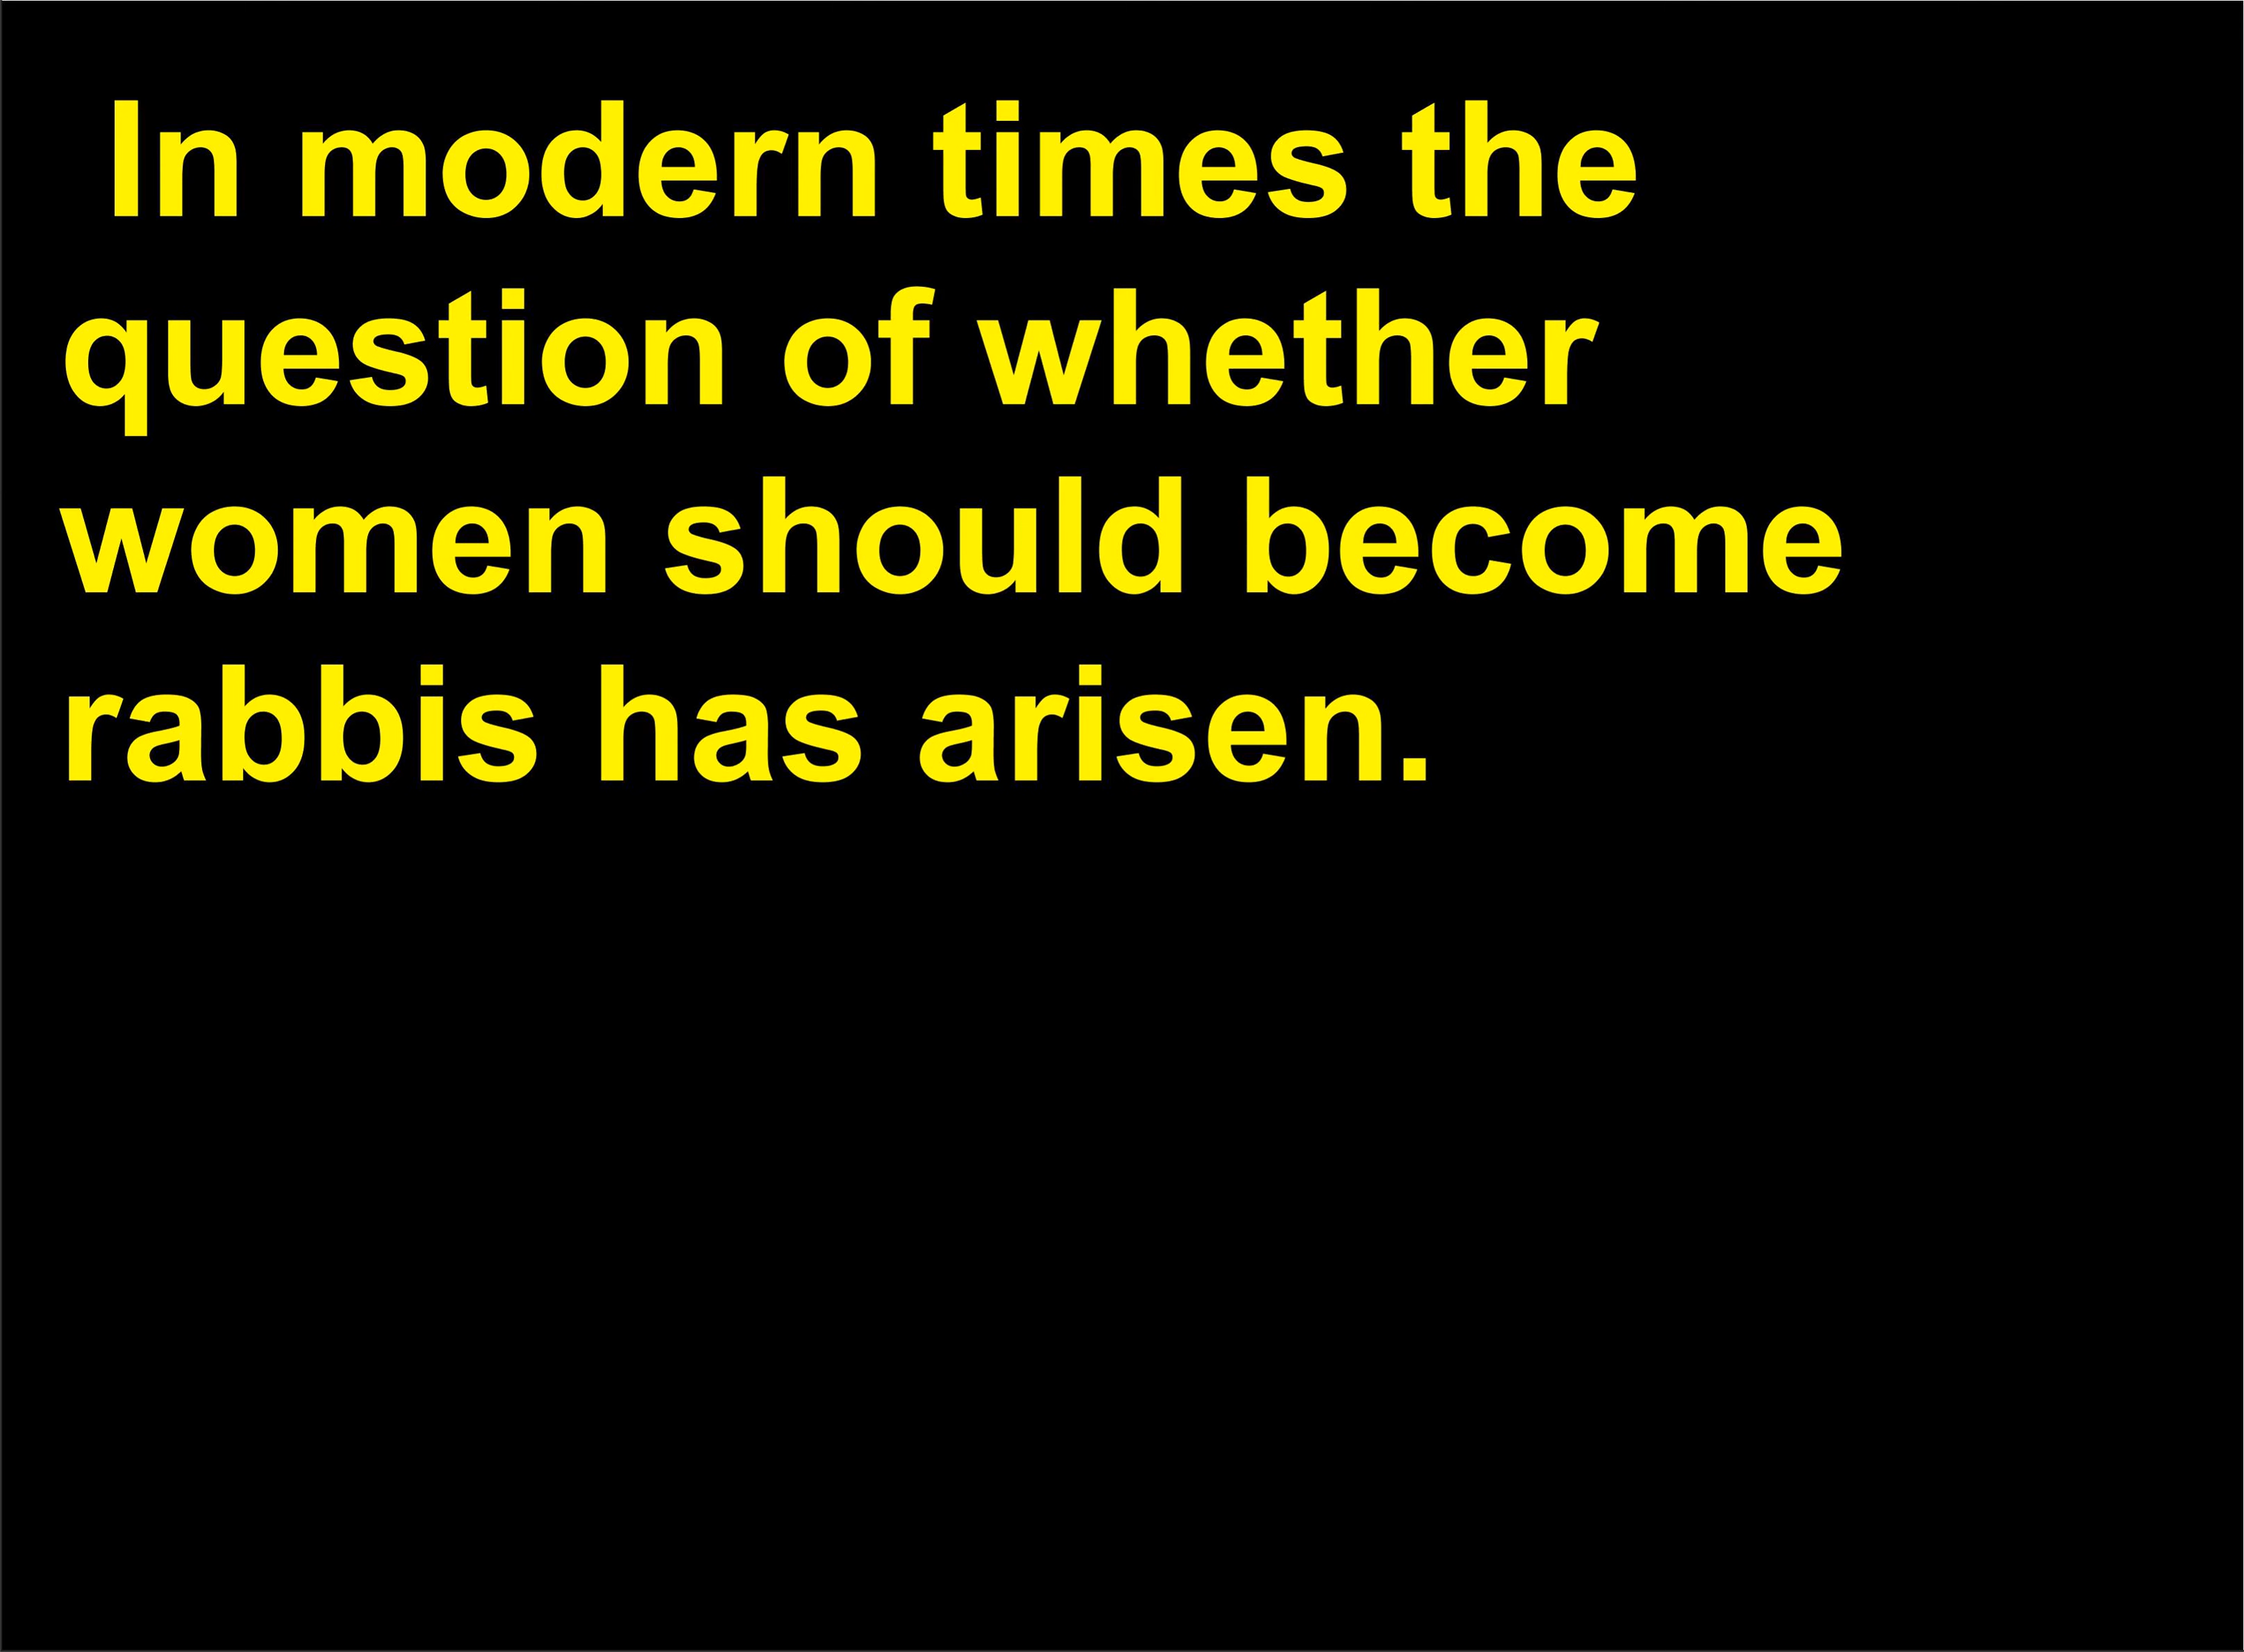 In modern times the
question of whether
women should become
rabbis has arisen.